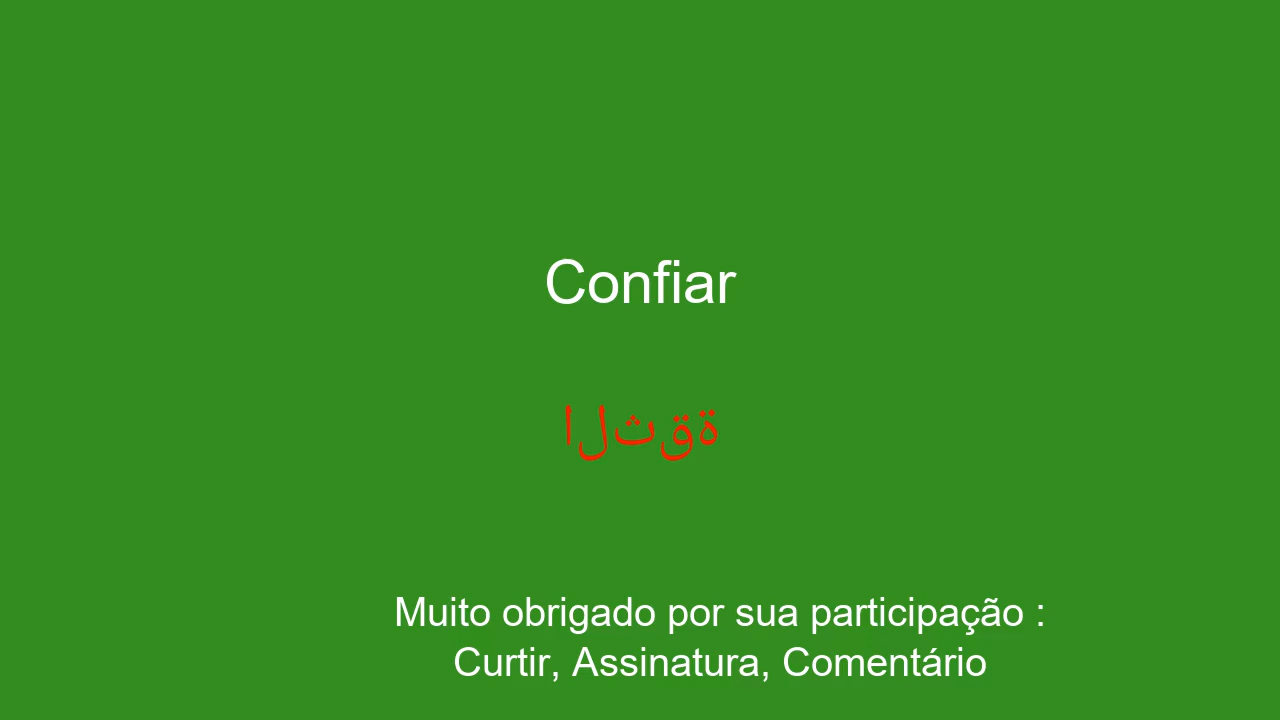 Confiar
الثقة
Muito obrigado por sua participação :
Curtir, Assinatura, Comentário